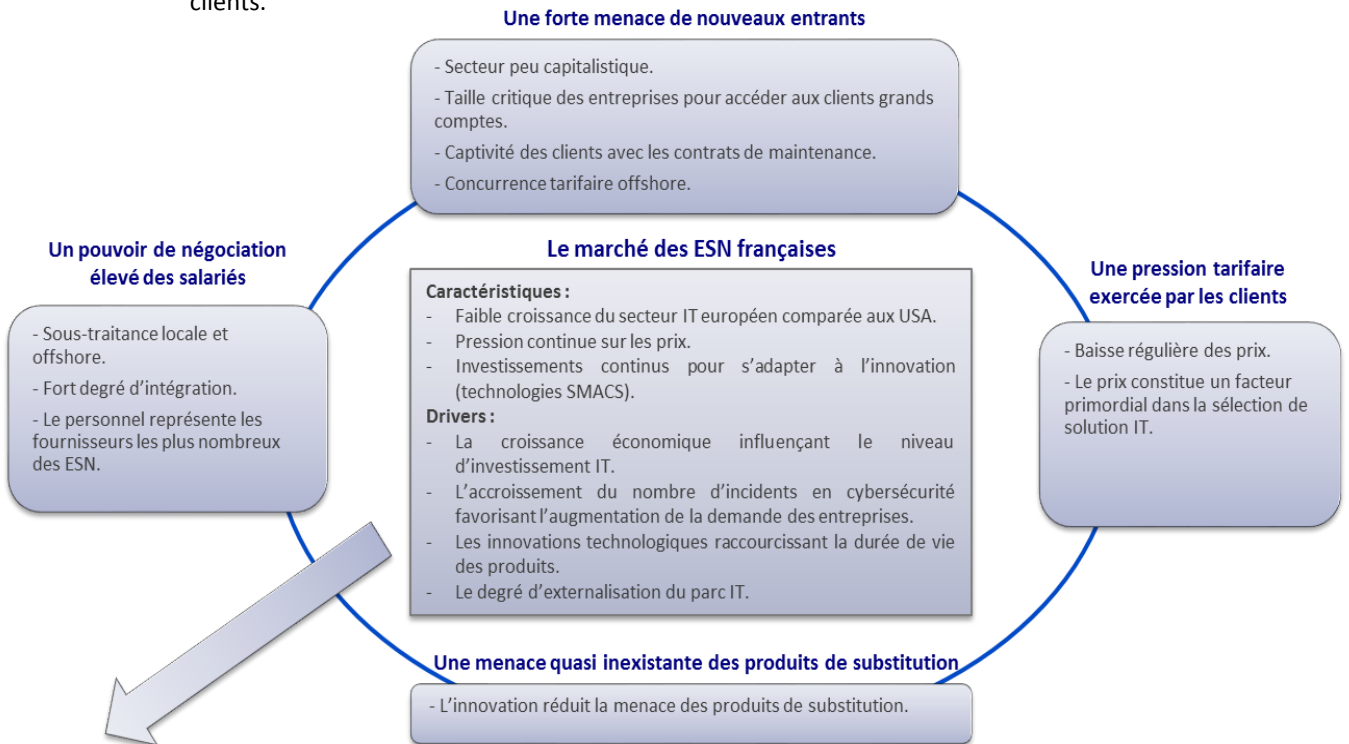 clients.
Une forte menace de nouveaux entrants
- Secteur peu capitalistique.
- Taille critique des entreprises pour accéder aux clients grands
comptes.
- Captivité des clients avec les contrats de maintenance.
- Concurrence tarifaire offshore.
Un pouvoir de négociation
élevé des salariés
- Sous-traitance locale et
offshore.
- Fort degré d'intégration.
- Le personnel représente les
fournisseurs les plus nombreux
des ESN.
Le marché des ESN françaises
Caractéristiques :
- Faible croissance du secteur IT européen comparée aux USA.
- Pression continue sur les prix.
- Investissements continus pour s'adapter à l'innovation
(technologies SMACS).
Drivers :
- La croissance économique influençant le niveau
d'investissement IT.
- L'accroissement du nombre d'incidents en cybersécurité
favorisant l'augmentation de la demande des entreprises.
- Les innovations technologiques raccourcissant la durée de vie
des produits.
- Le degré d'externalisation du parc IT.
Une pression tarifaire
exercée par les clients
- Baisse régulière des prix.
- Le prix constitue un facteur
primordial dans la sélection de
solution IT.
Une menace quasi inexistante des produits de substitution
- L'innovation réduit la menace des produits de substitution.